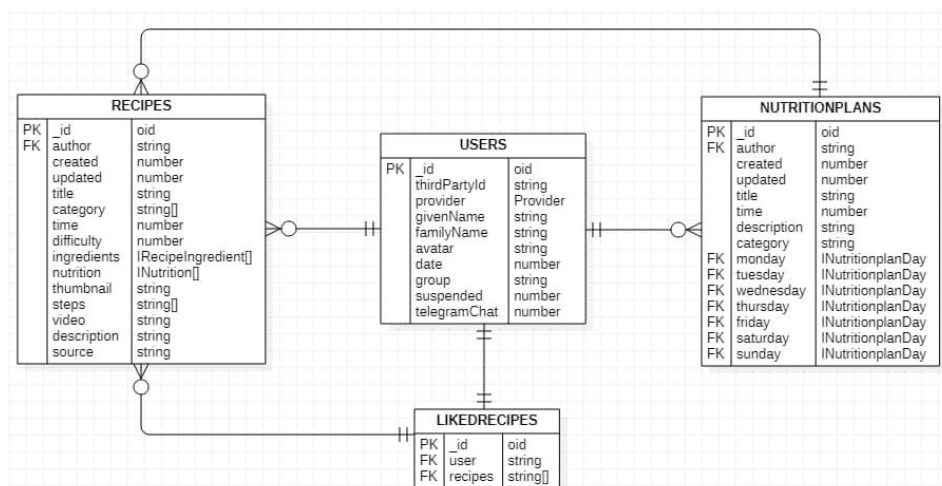 RECIPES
PK _id oid
FK author string
created number
updated number
title string
category string[]
time number
difficulty number
ingredients IRecipeIngredient[]
nutrition INutrition[]
thumbnail string
steps string[]
video string
description string
source string
USERS
PK _id oid
thirdPartyId string
provider Provider
givenName string
familyName string
avatar string
date number
group string
suspended number
telegramChat number
NUTRITIONPLANS
PK _id oid
FK author string
created number
updated number
title string
time number
description string
category string
FK monday INutritionplanDay
FK tuesday INutritionplanDay
FK wednesday INutritionplanDay
FK thursday INutritionplanDay
FK friday INutritionplanDay
FK saturday INutritionplanDay
FK sunday INutritionplanDay
LIKEDRECIPES
PK _id oid
FK user string
FK recipes string[]